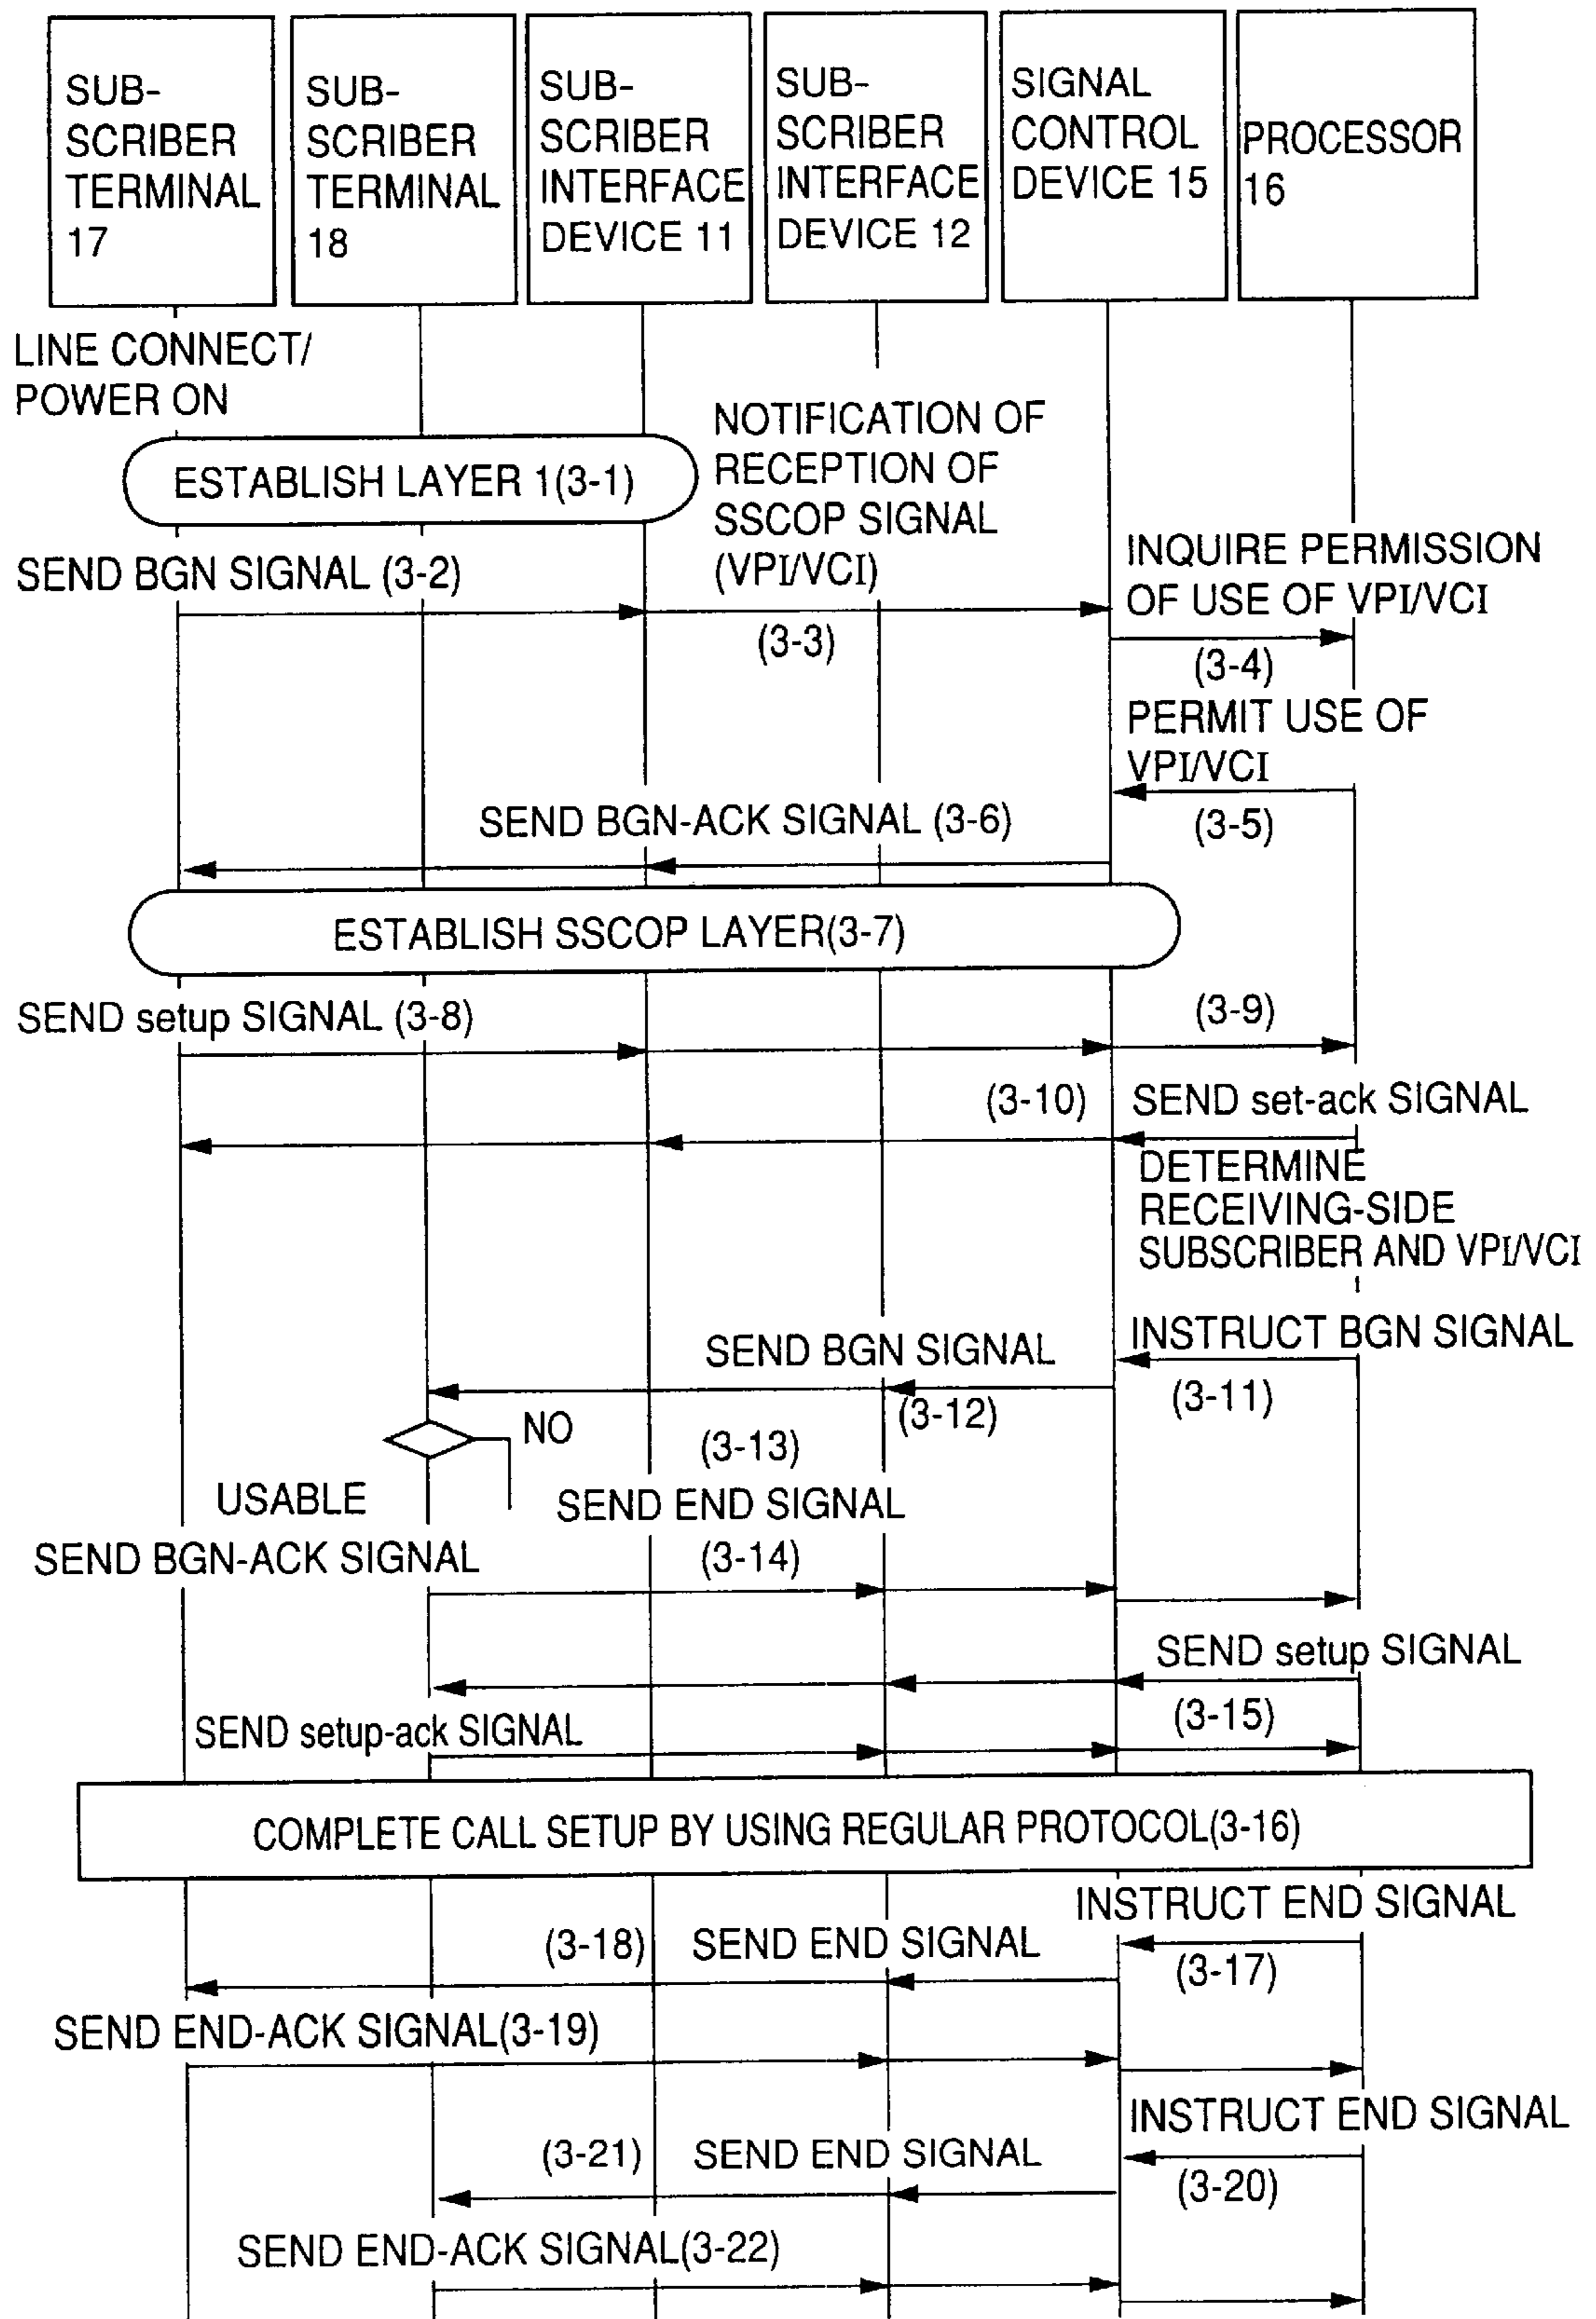 SUB-
SCRIBER
TERMINAL
17
SUB-
SCRIBER
TERMINAL
18
SUB-
SCRIBER
INTERFACE
DEVICE 11
SUB-
SCRIBER
INTERFACE
DEVICE 12
SIGNAL
CONTROL
DEVICE 15
PROCESSOR
16
LINE CONNECT/
POWER ON
ESTABLISH LAYER 1(3-1)
NOTIFICATION OF
RECEPTION OF
SSCOP SIGNAL
(VPI/VCI)
SEND BGN SIGNAL (3-2)
(3-3)
INQUIRE PERMISSION
OF USE OF VPI/VCI
(3-4)
PERMIT USE OF
VPI/VCI
(3-5)
SEND BGN-ACK SIGNAL (3-6)
ESTABLISH SSCOP LAYER(3-7)
SEND setup SIGNAL (3-8)
(3-9)
(3-10)
SEND set-ack SIGNAL
DETERMINE
RECEIVING-SIDE
SUBSCRIBER AND VPI/VCI
INSTRUCT BGN SIGNAL
(3-11)
SEND BGN SIGNAL
(3-12)
NO
(3-13)
USABLE
SEND END SIGNAL
SEND BGN-ACK SIGNAL
(3-14)
SEND setup SIGNAL
(3-15)
SEND setup-ack SIGNAL
COMPLETE CALL SETUP BY USING REGULAR PROTOCOL(3-16)
INSTRUCT END SIGNAL
(3-17)
(3-18)
SEND END SIGNAL
SEND END-ACK SIGNAL(3-19)
INSTRUCT END SIGNAL
(3-20)
(3-21)
SEND END SIGNAL
SEND END-ACK SIGNAL(3-22)